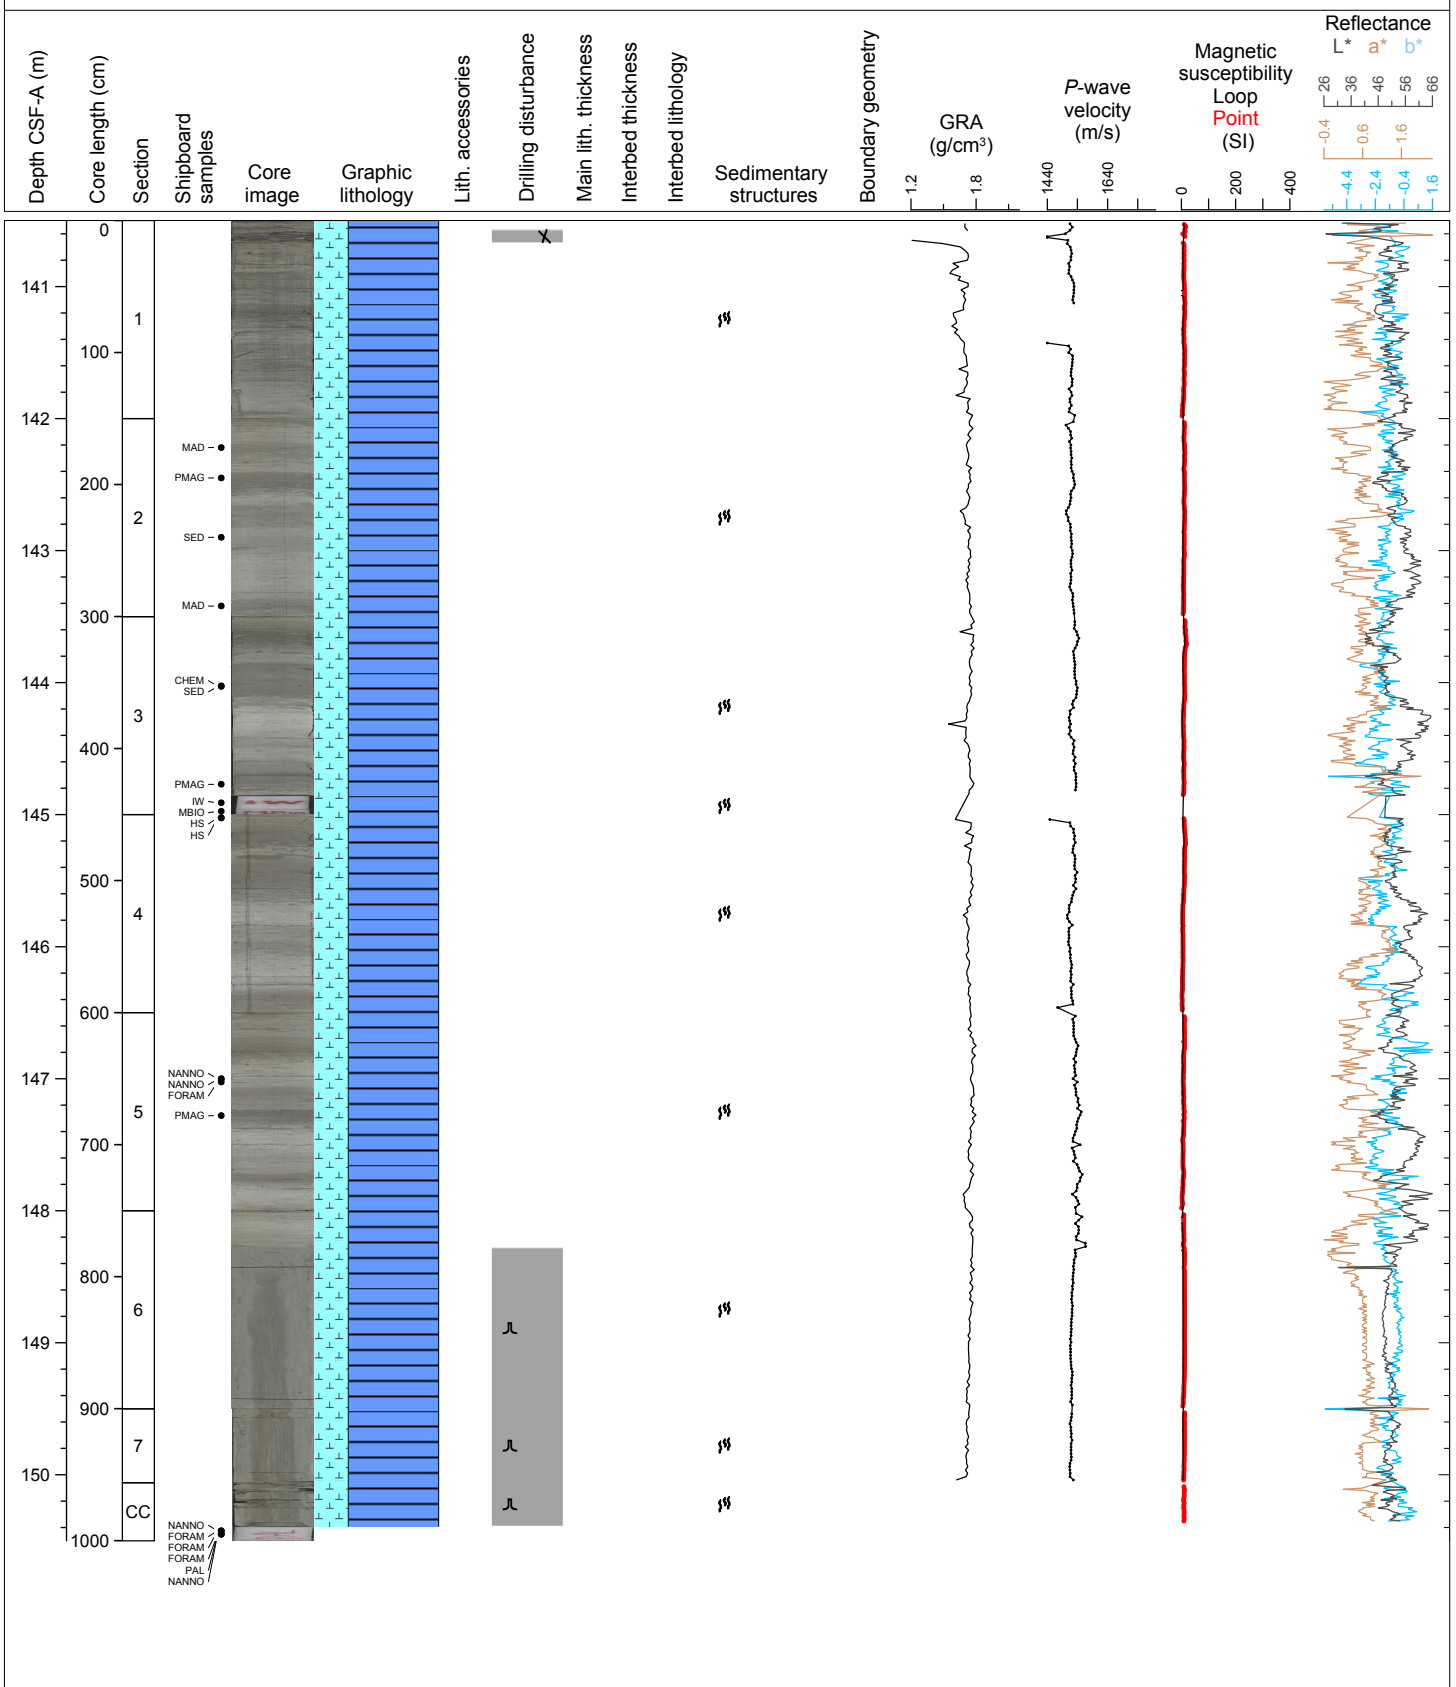 Depth CSF-A (m)
Core length (cm)
Section
Shipboard
samples
Core
image
Graphic
lithology
Lith. accessories
Drilling disturbance
Main lith. thickness
Interbed thickness
Interbed lithology
Sedimentary
structures
Boundary geometry
GRA
(g/cm³)
1.2
1.8
P-wave
velocity
(m/s)
1440
1640
Magnetic
susceptibility
Loop
Point
(SI)
0
200
400
Reflectance
L* a* b*
26
36
46
56
66
-0.4
0.6
1.6
-4.4
-2.4
-0.4
1.6
141
142
143
144
145
146
147
148
149
150
0
100
200
300
400
500
600
700
800
900
1000
1
2
3
4
5
6
7
CC
MAD
PMAG
SED
MAD
CHEM
SED
PMAG
IW
MBIO
HS
HS
NANNO
NANNO
FORAM
PMAG
NANNO
FORAM
FORAM
FORAM
PAL
NANNO